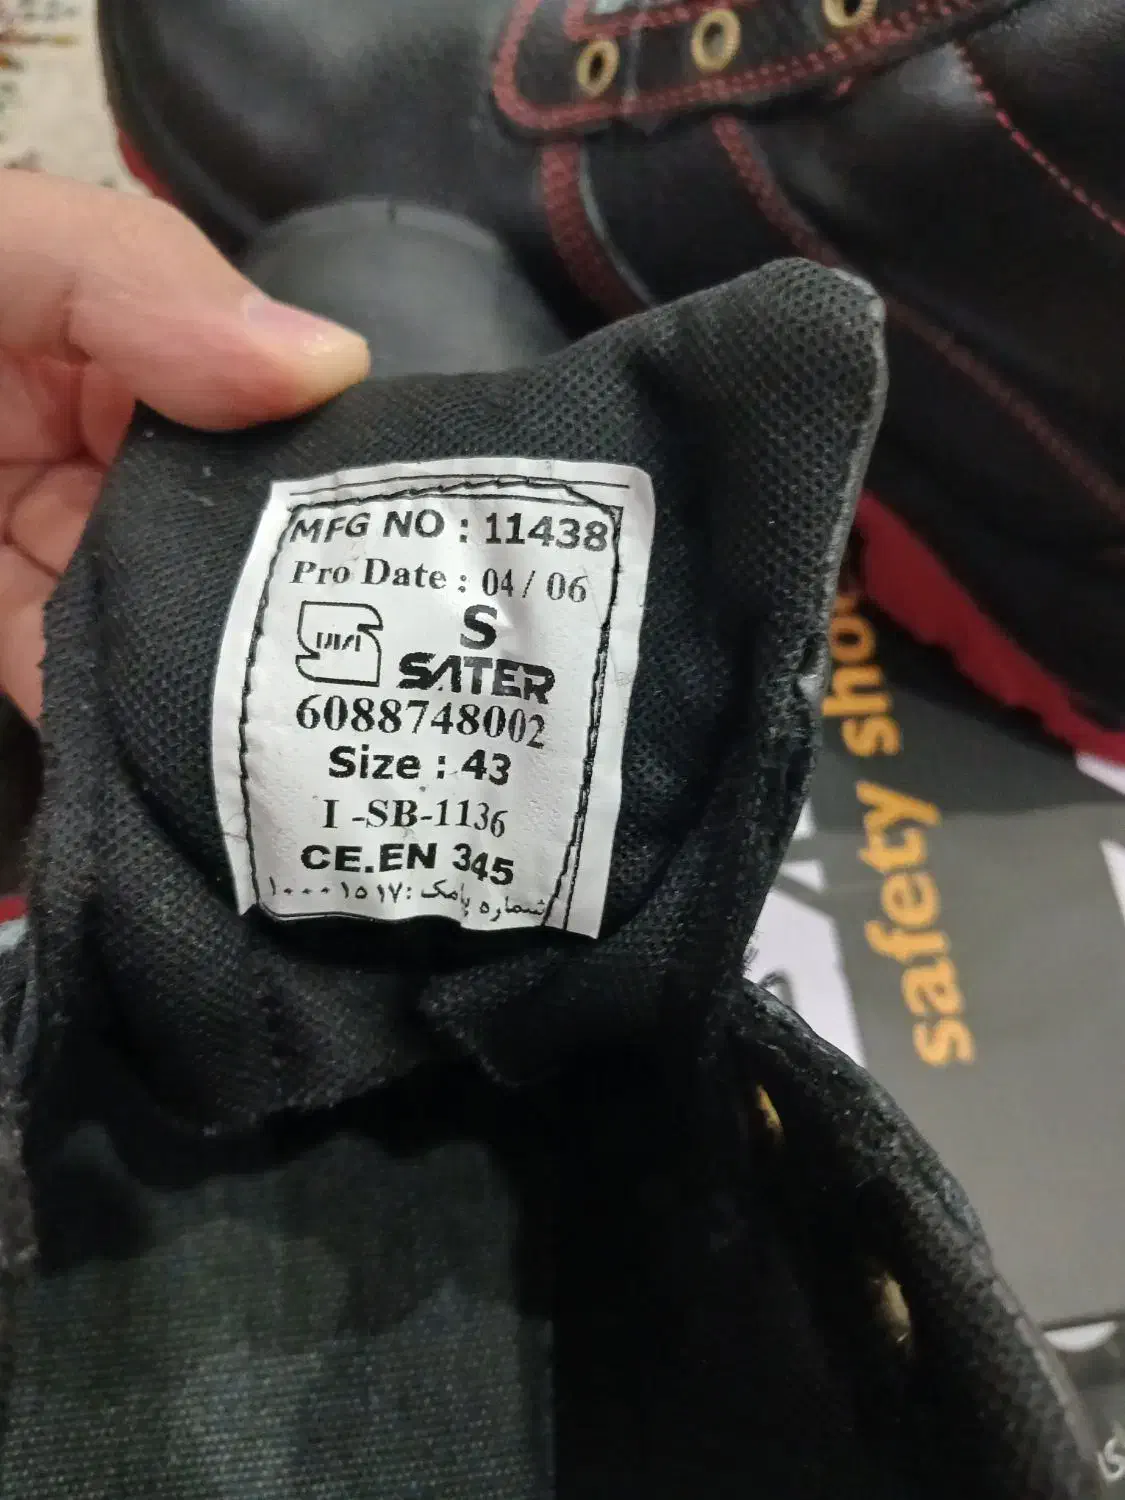 MFG NO : 11438
Pro Date : 04 / 06
S
SATER
6088748002
Size : 43
I -SB-1136
CE.EN 345
شماره پامک: ۱۰۰۰۱۵۱۷
safety shoe